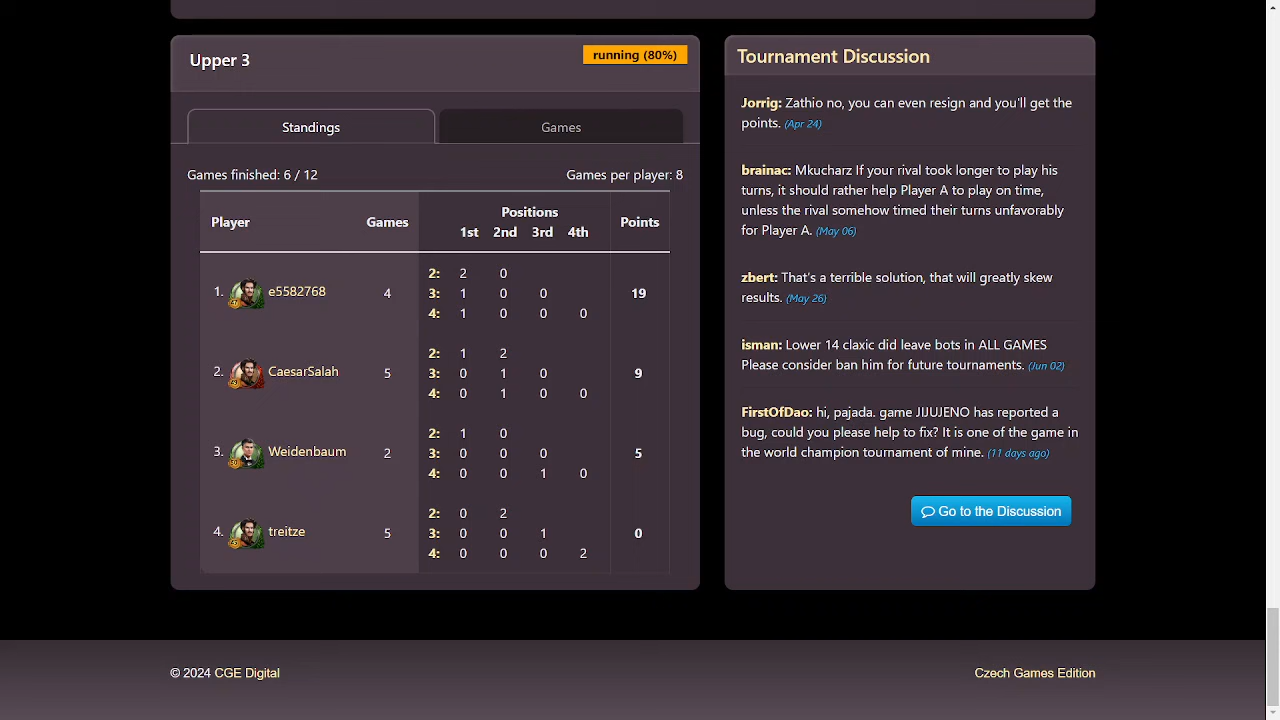 Upper 3
running (80%)
Standings
Games
Games finished: 6 / 12
Games per player: 8
Player Games Positions Points
1st 2nd 3rd 4th
2: 2 0
1. e5582768 4 3: 1 0 0 19
4: 1 0 0 0
2: 1 2
2. CaesarSalah 5 3: 0 1 0 9
4: 0 1 0 0
2: 1 0
3. Weidenbaum 2 3: 0 0 0 5
4: 0 0 1 0
2: 0 2
4. treitze 5 3: 0 0 1 0
4: 0 0 0 2
Tournament Discussion
Jorrig: Zathio no, you can even resign and you'll get the
points. (Apr 24)
brainac: Mkucharz If your rival took longer to play his
turns, it should rather help Player A to play on time,
unless the rival somehow timed their turns unfavorably
for Player A. (May 06)
zbert: That's a terrible solution, that will greatly skew
results. (May 26)
isman: Lower 14 claxic did leave bots in ALL GAMES
Please consider ban him for future tournaments. (Jun 02)
FirstOfDao: hi, pajada. game JIJUJENO has reported a
bug, could you please help to fix? It is one of the game in
the world champion tournament of mine. (11 days ago)
Go to the Discussion
© 2024 CGE Digital
Czech Games Edition